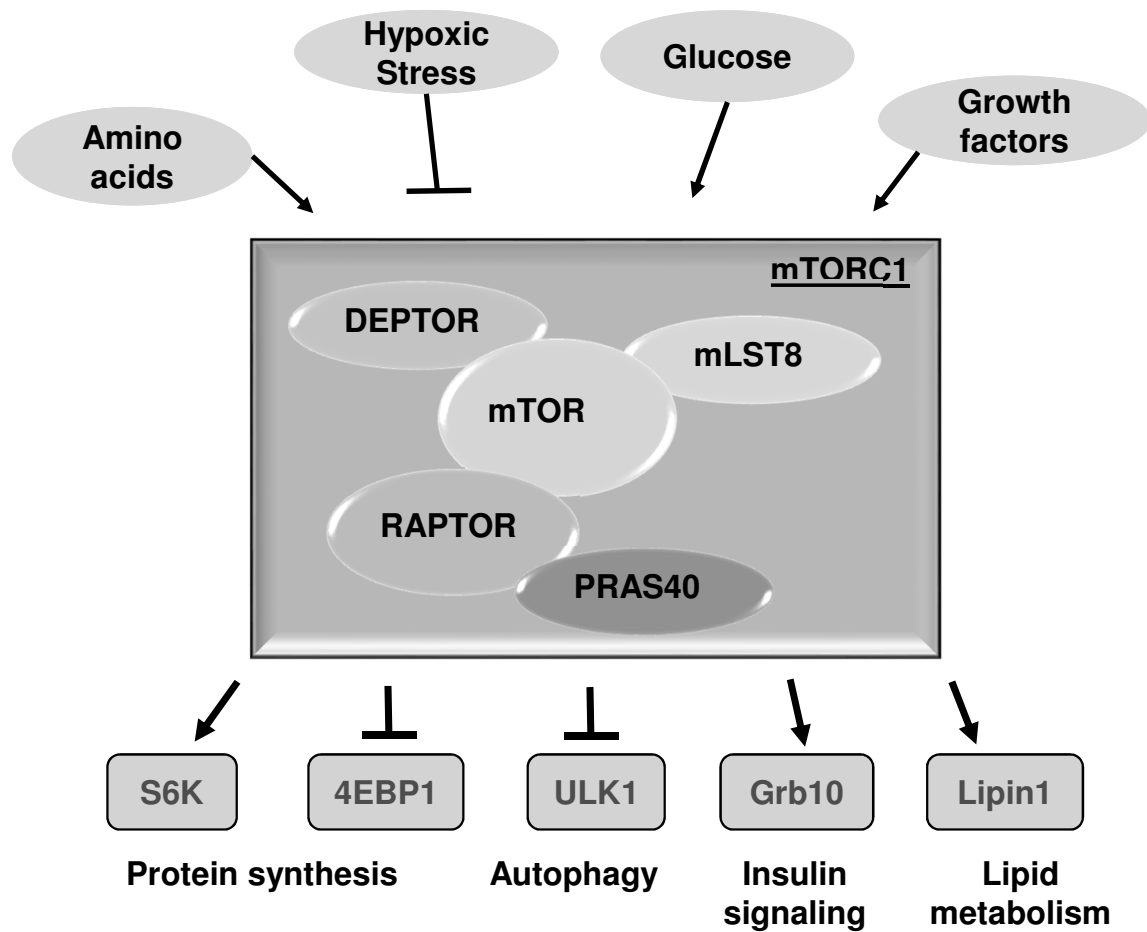 Hypoxic
Stress
Glucose
Growth
factors
Amino
acids
mTORC1
DEPTOR
mLST8
mTOR
RAPTOR
PRAS40
S6K
4EBP1
ULK1
Grb10
Lipin1
Protein synthesis
Autophagy
Insulin
signaling
Lipid
metabolism